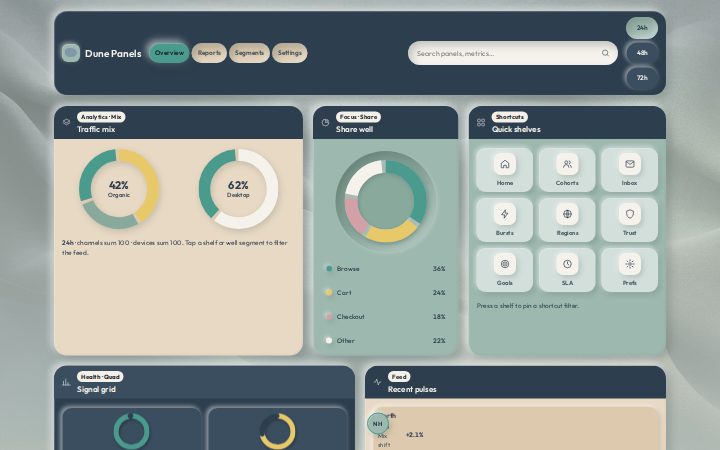 Dune Panels
Overview
Reports
Segments
Settings
Search panels, metrics...
24h
48h
72h
Analytics · Mix
Traffic mix
42%
Organic
62%
Desktop
24h · channels sum 100 · devices sum 100. Tap a shelf or well segment to filter
the feed.
Focus · Share
Share well
Browse 36%
Cart 24%
Checkout 18%
Other 22%
Shortcuts
Quick shelves
Home
Cohorts
Inbox
Bursts
Regions
Trust
Goals
SLA
Prefs
Press a shelf to pin a shortcut filter.
Health · Quad
Signal grid
Feed
Recent pulses
NH
Mix
shift
+2.1%